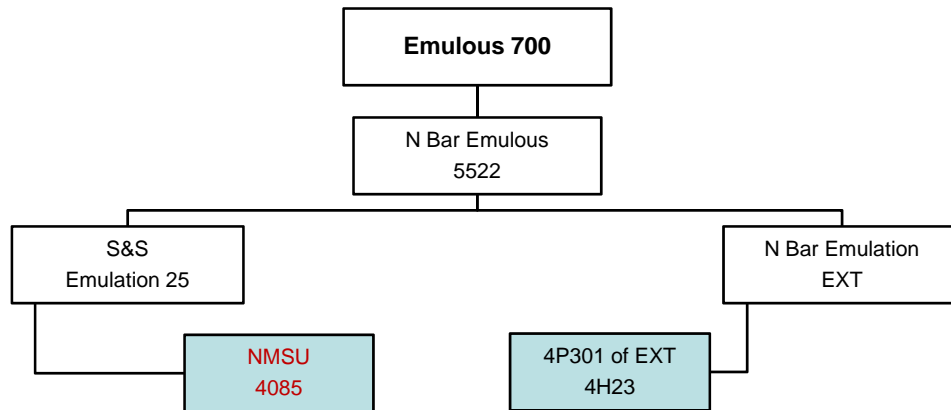 Emulous 700
N Bar Emulous
5522
S&S
Emulation 25
N Bar Emulation
EXT
NMSU
4085
4P301 of EXT
4H23